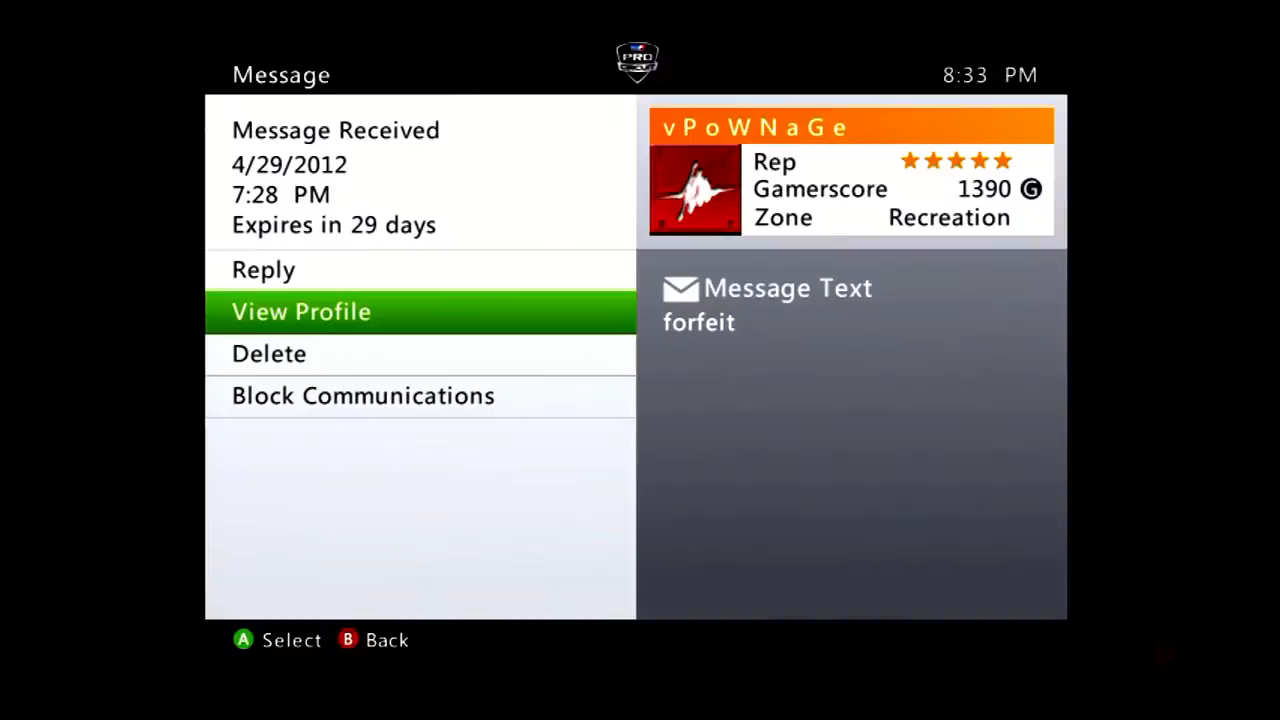 Message
PRO
8:33 PM
Message Received
4/29/2012
7:28 PM
Expires in 29 days
Reply
View Profile
Delete
Block Communications
v P o W N a G e
Rep
Gamerscore 1390 G
Zone Recreation
Message Text
forfeit
A Select B Back